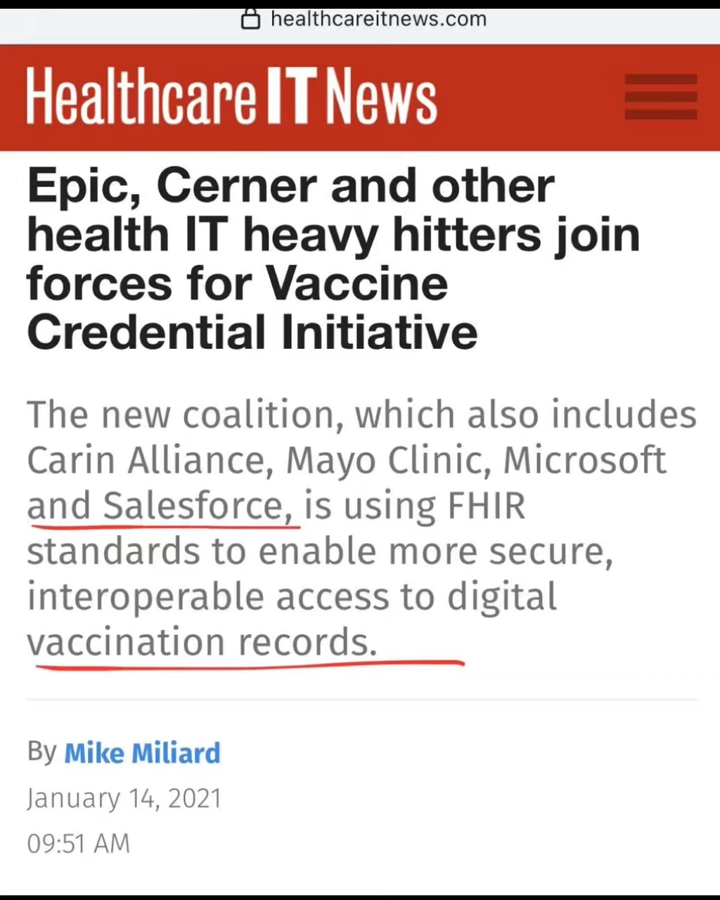 healthcareitnews.com
Healthcare IT News
Epic, Cerner and other
health IT heavy hitters join
forces for Vaccine
Credential Initiative
The new coalition, which also includes
Carin Alliance, Mayo Clinic, Microsoft
and Salesforce, is using FHIR
standards to enable more secure,
interoperable access to digital
vaccination records.
By Mike Miliard
January 14, 2021
09:51 AM